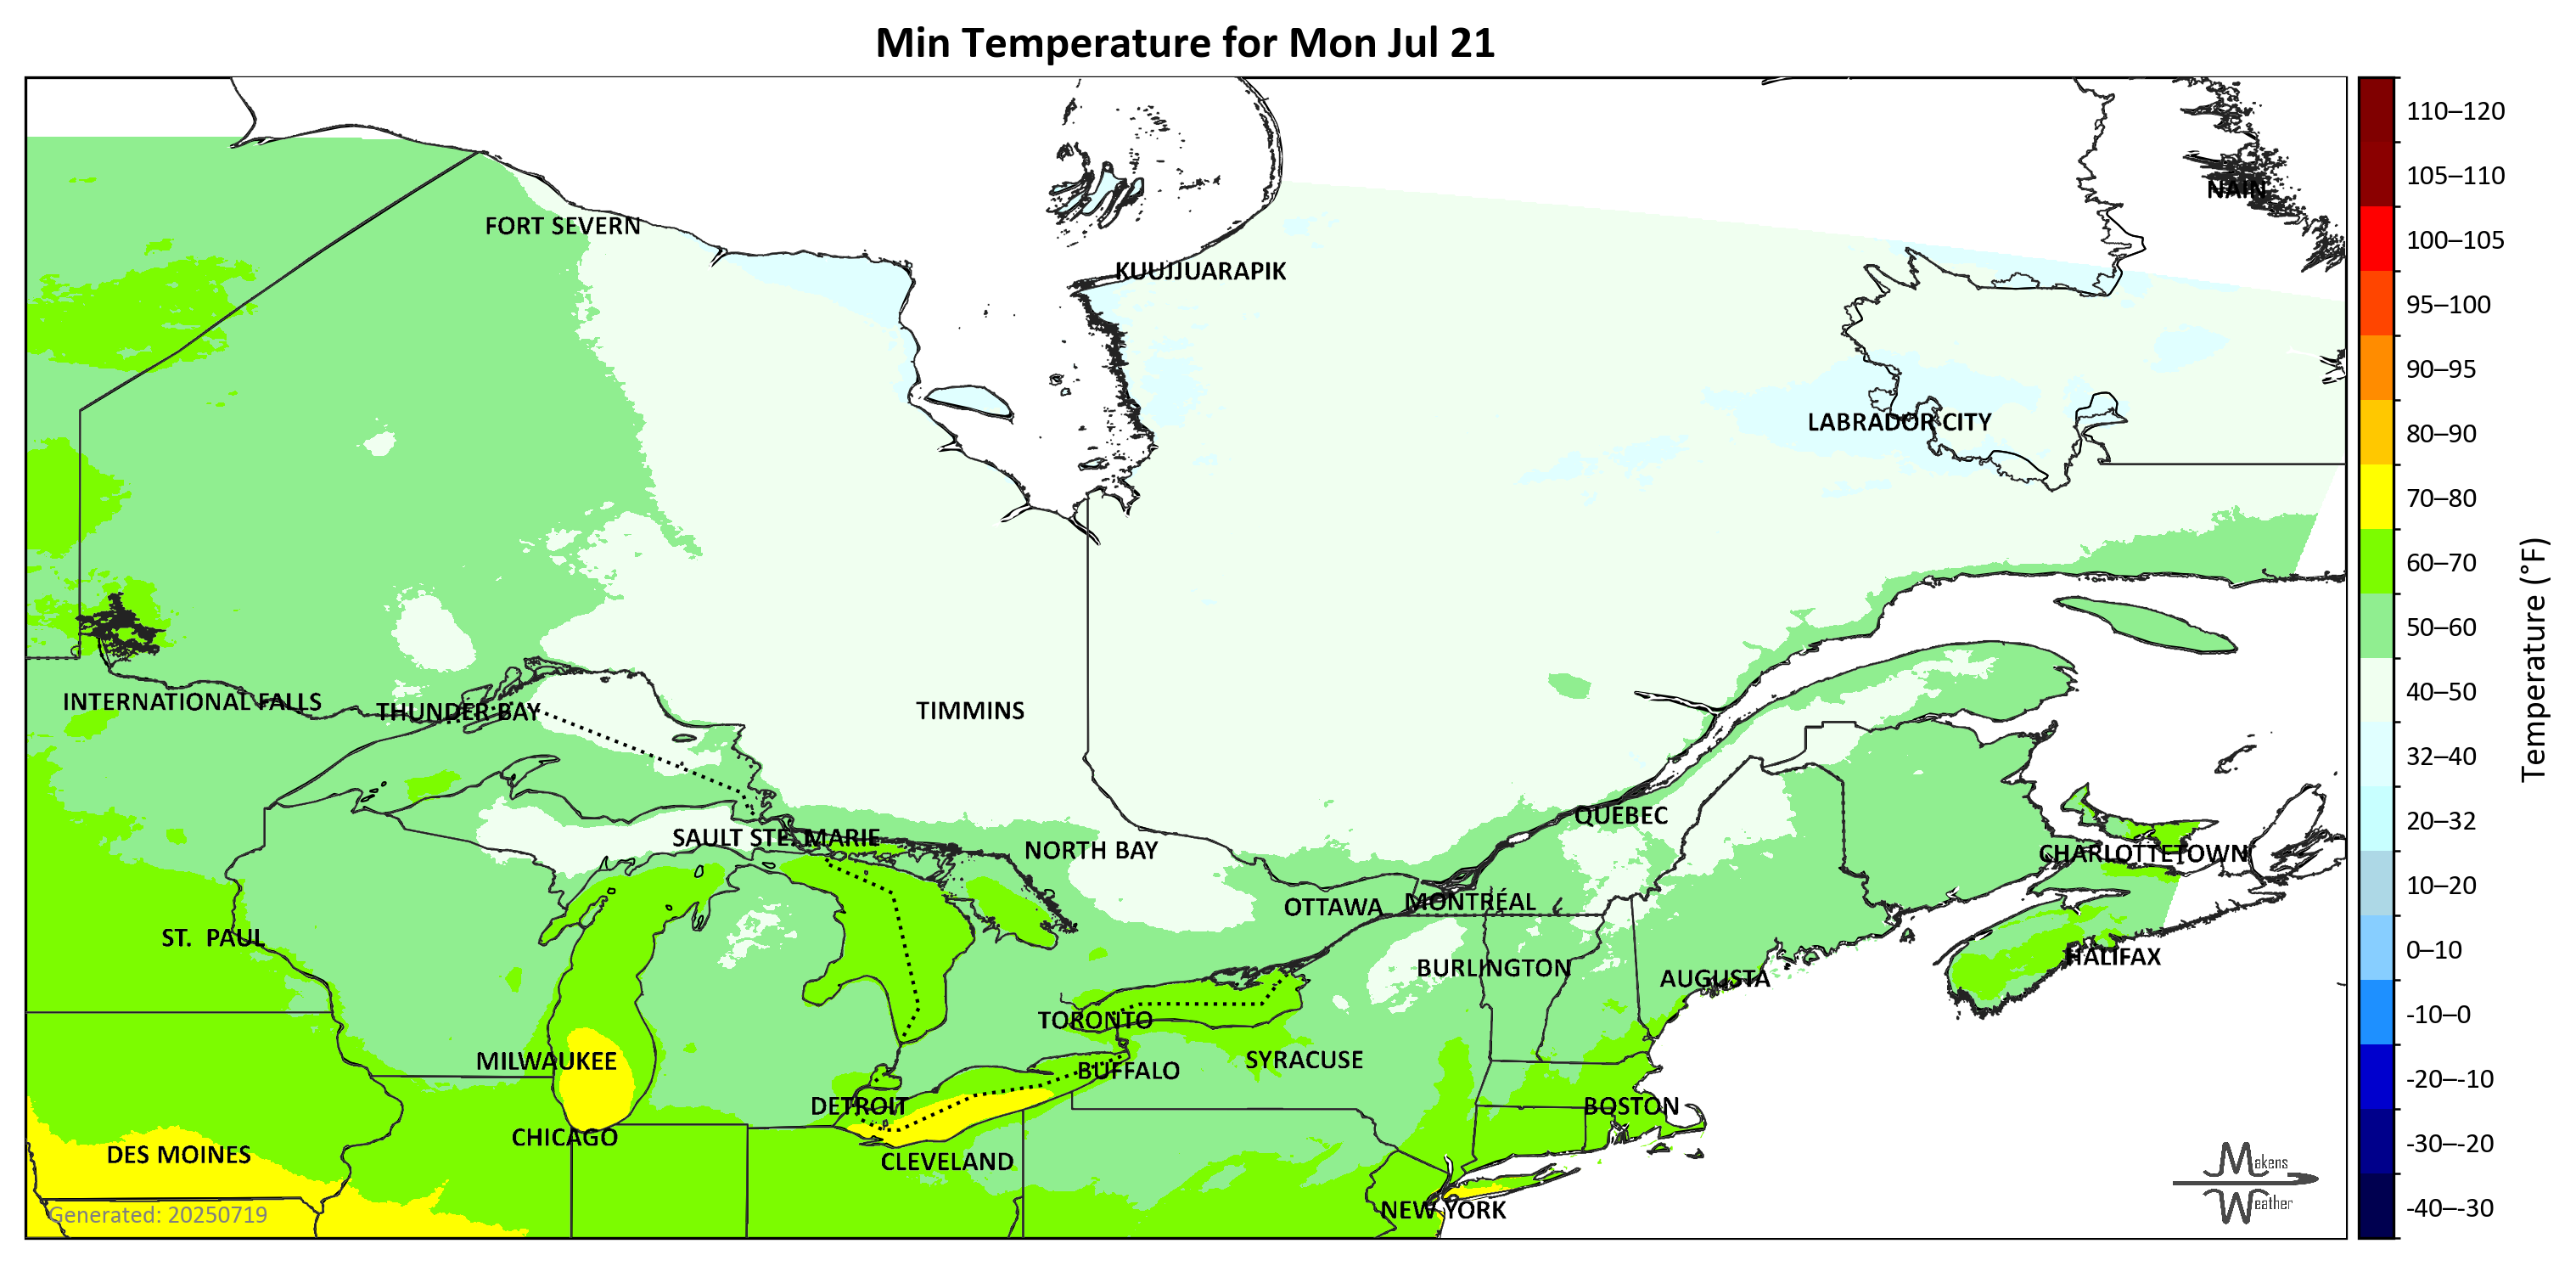 Min Temperature for Mon Jul 21
NAIN
FORT SEVERN
KUUJJUARAPIK
LABRADOR CITY
INTERNATIONAL FALLS
THUNDER BAY
TIMMINS
QUEBEC
SAULT STE. MARIE
NORTH BAY
CHARLOTTETOWN
OTTAWA
MONTRÉAL
ST. PAUL
HALIFAX
BURLINGTON
AUGUSTA
TORONTO
MILWAUKEE
SYRACUSE
BUFFALO
DETROIT
BOSTON
CHICAGO
DES MOINES
CLEVELAND
NEW YORK
Generated: 20250719
Makens
Weather
110–120
105–110
100–105
95–100
90–95
80–90
70–80
60–70
50–60
40–50
32–40
20–32
10–20
0–10
-10–0
-20–-10
-30–-20
-40–-30
Temperature (°F)